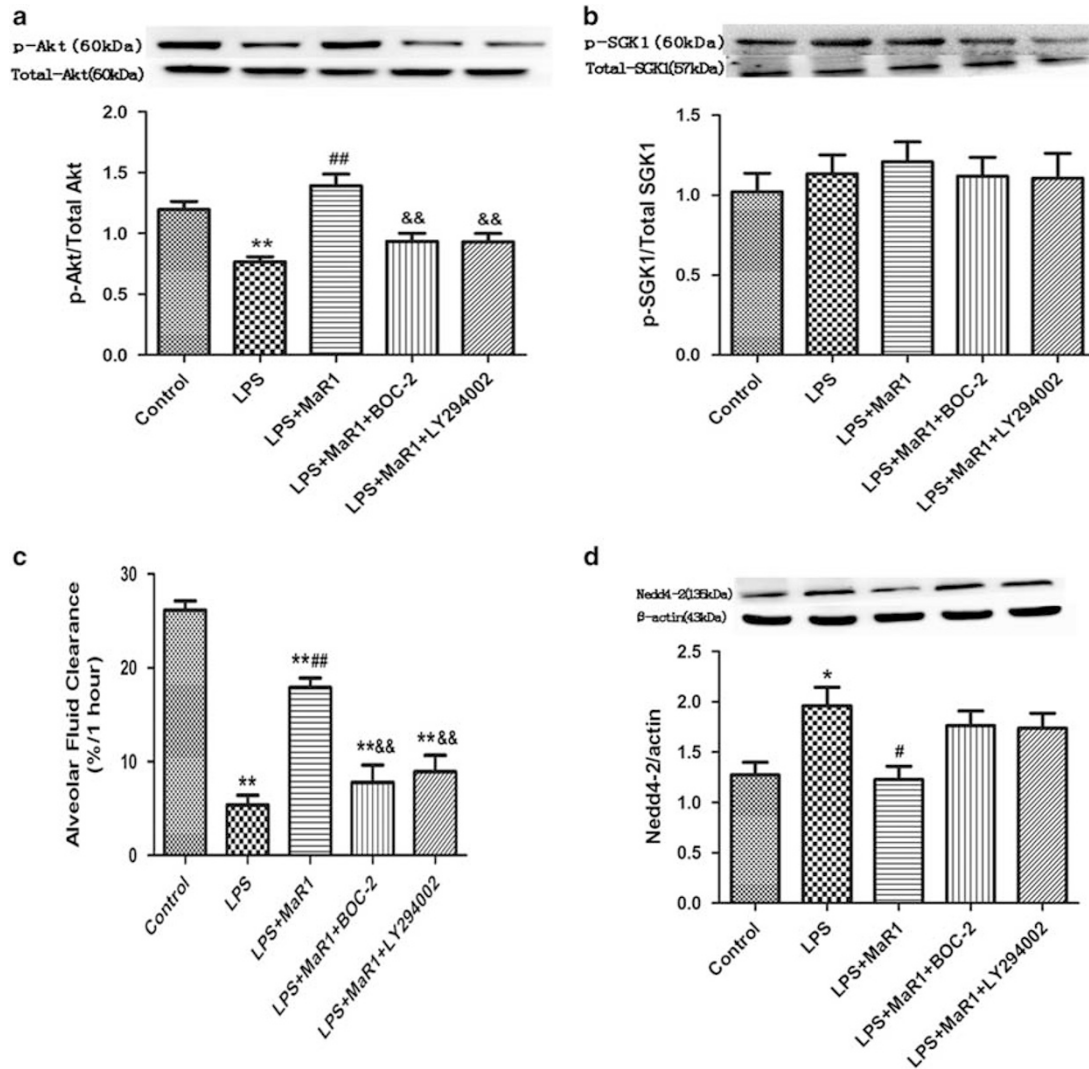 a
p-Akt (60kDa)
Total-Akt(60kDa)
p-Akt/Total Akt
2.0
1.5
1.0
0.5
0.0
**
##
&&
&&
Control
LPS
LPS+MaR1
LPS+MaR1+BOC-2
LPS+MaR1+LY294002
b
p-SGK1 (60kDa)
Total-SGK1(57kDa)
p-SGK1/Total SGK1
1.5
1.0
0.5
0.0
Control
LPS
LPS+MaR1
LPS+MaR1+BOC-2
LPS+MaR1+LY294002
c
Alveolar Fluid Clearance
(%/1 hour)
30
20
10
0
**
**##
**&&
**&&
Control
LPS
LPS+MaR1
LPS+MaR1+BOC-2
LPS+MaR1+LY294002
d
Nedd4-2(135kDa)
β-actin(43kDa)
Nedd4-2/actin
2.5
2.0
1.5
1.0
0.5
0.0
*
#
Control
LPS
LPS+MaR1
LPS+MaR1+BOC-2
LPS+MaR1+LY294002